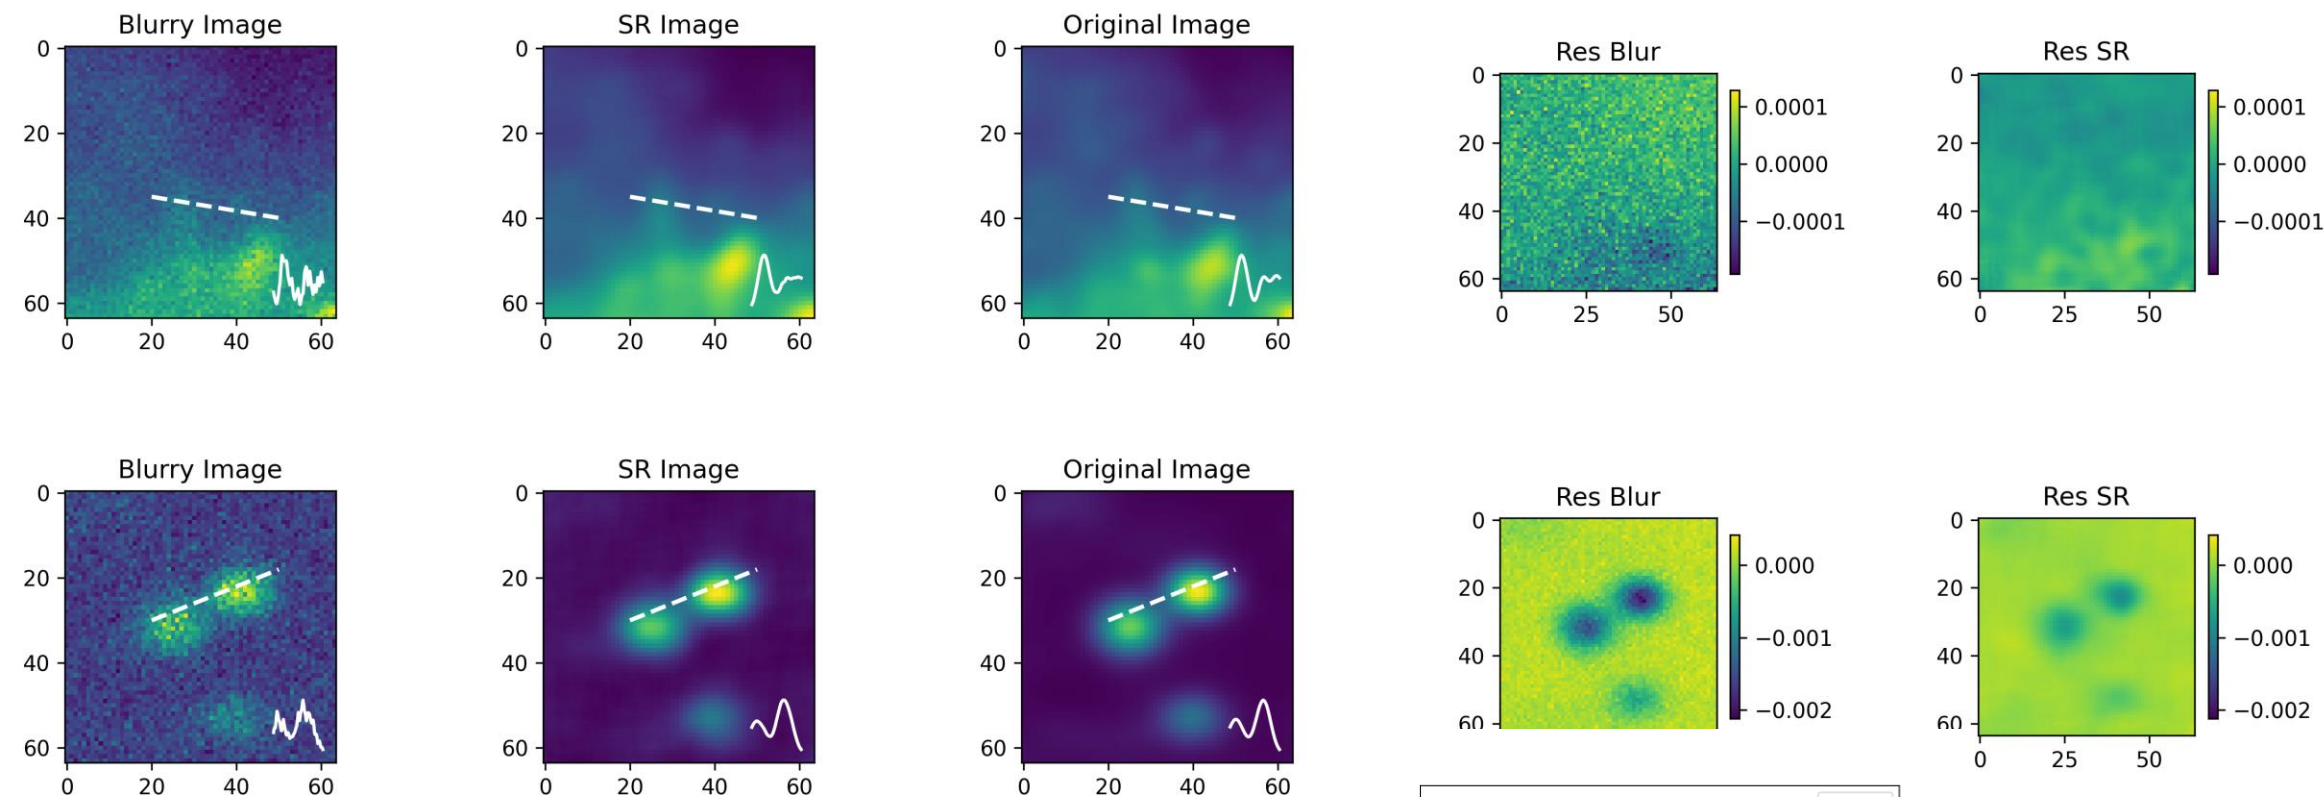 Blurry Image SR Image Original Image
Res Blur Res SR
0 0 0
0 0
0.0001 0.0001
20 20 20
20 20
0.0000 0.0000
40 40 40
40 40
−0.0001 −0.0001
60 60 60
60 60
0 25 50 0 25 50
0 20 40 60 0 20 40 60 0 20 40 60
Blurry Image SR Image Original Image
Res Blur Res SR
0 0 0
0 0
0.000 0.000
20 20 20
20 20
−0.001 −0.001
40 40 40
40 40
−0.002 −0.002
60 60
60 60 60
0 25 50
0 20 40 60 0 20 40 60 0 20 40 60